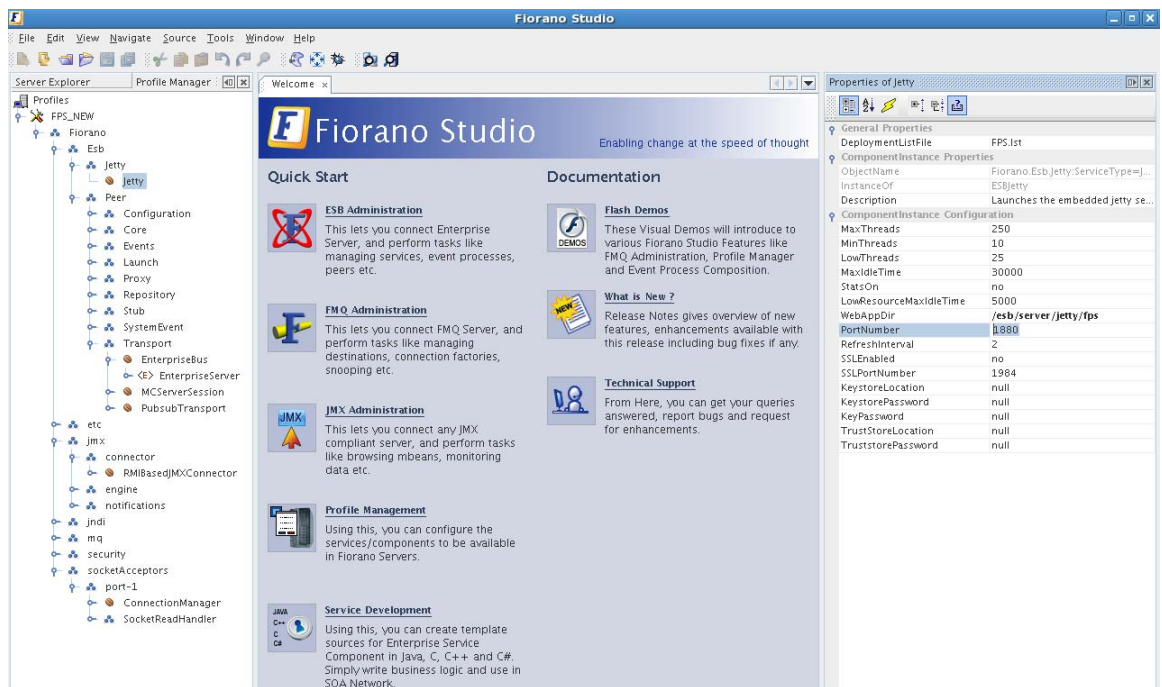 Fiorano Studio
File Edit View Navigate Source Tools Window Help
Server Explorer
Profile Manager
Profiles
FPS_NEW
Fiorano
Esb
Jetty
Jetty
Peer
Configuration
Core
Events
Launch
Proxy
Repository
Stub
SystemEvent
Transport
EnterpriseBus
<E> EnterpriseServer
MCServerSession
PubsubTransport
etc
jmx
connector
RMIBasedJMXConnector
engine
notifications
jndi
mq
security
socketAcceptors
port-1
ConnectionManager
SocketReadHandler
Welcome
F Fiorano Studio
Enabling change at the speed of thought
Quick Start
ESB Administration
This lets you connect Enterprise
Server, and perform tasks like
managing services, event processes,
peers etc.
FMQ Administration
This lets you connect FMQ Server, and
perform tasks like managing
destinations, connection factories,
snooping etc.
JMX
JMX Administration
This lets you connect any JMX
compliant server, and perform tasks
like browsing mbeans, monitoring
data etc.
Profile Management
Using this, you can configure the
services/components to be available
in Fiorano Servers.
JAVA
C++
C
C#
Service Development
Using this, you can create template
sources for Enterprise Service
Component in Java, C, C++ and C#.
Simply write business logic and use in
SOA Network.
Documentation
DEMOS
Flash Demos
These Visual Demos will introduce to
various Fiorano Studio Features like
FMQ Administration, Profile Manager
and Event Process Composition.
NEW
What is New ?
Release Notes gives overview of new
features, enhancements available with
this release including bug fixes if any.
Technical Support
From Here, you can get your queries
answered, report bugs and request
for enhancements.
Properties of Jetty
General Properties
DeploymentListFile FPS.lst
ComponentInstance Properties
ObjectName Fiorano.Esb.Jetty:ServiceType=J...
InstanceOf ESBJetty
Description Launches the embedded jetty se...
ComponentInstance Configuration
MaxThreads 250
MinThreads 10
LowThreads 25
MaxIdleTime 30000
StatsOn no
LowResourceMaxIdleTime 5000
WebAppDir /esb/server/jetty/fps
PortNumber 1880
RefreshInterval 2
SSLEnabled no
SSLPortNumber 1984
KeystoreLocation null
KeystorePassword null
KeyPassword null
TrustStoreLocation null
TruststorePassword null